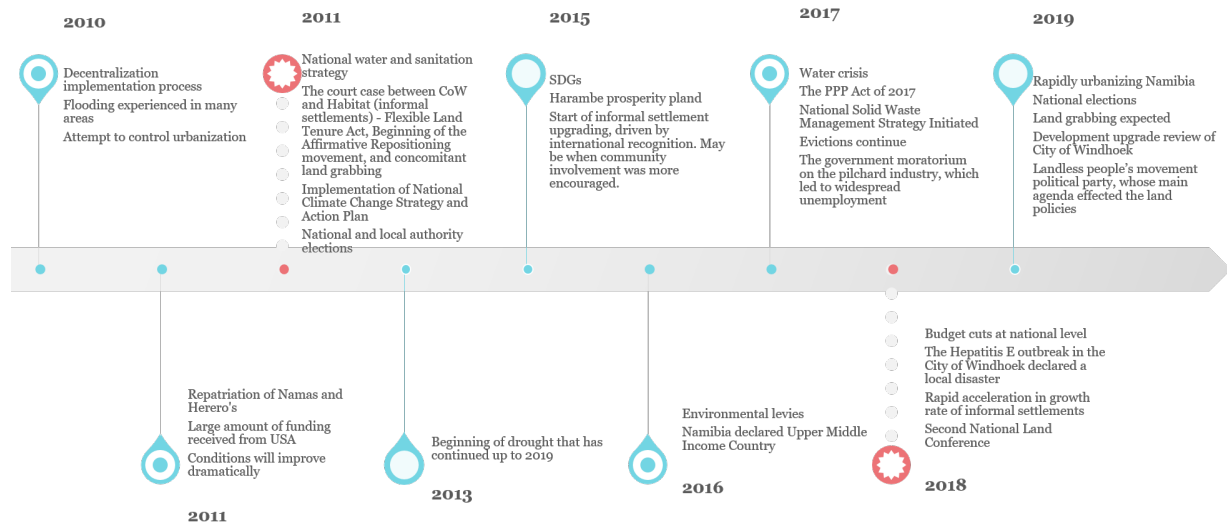 2010
Decentralization
implementation process
Flooding experienced in many
areas
Attempt to control urbanization
2011
National water and sanitation
strategy
The court case between CoW
and Habitat (informal
settlements) - Flexible Land
Tenure Act, Beginning of the
Affirmative Repositioning
movement, and concomitant
land grabbing
Implementation of National
Climate Change Strategy and
Action Plan
National and local authority
elections
2015
SDGs
Harambe prosperity pland
Start of informal settlement
upgrading, driven by
international recognition. May
be when community
involvement was more
encouraged.
2017
Water crisis
The PPP Act of 2017
National Solid Waste
Management Strategy Initiated
Evictions continue
The government moratorium
on the pilchard industry, which
led to widespread
unemployment
2019
Rapidly urbanizing Namibia
National elections
Land grabbing expected
Development upgrade review of
City of Windhoek
Landless people's movement
political party, whose main
agenda effected the land
policies
Repatriation of Namas and
Herero's
Large amount of funding
received from USA
Conditions will improve
dramatically
2011
Beginning of drought that has
continued up to 2019
2013
Environmental levies
Namibia declared Upper Middle
Income Country
2016
Budget cuts at national level
The Hepatitis E outbreak in the
City of Windhoek declared a
local disaster
Rapid acceleration in growth
rate of informal settlements
Second National Land
Conference
2018